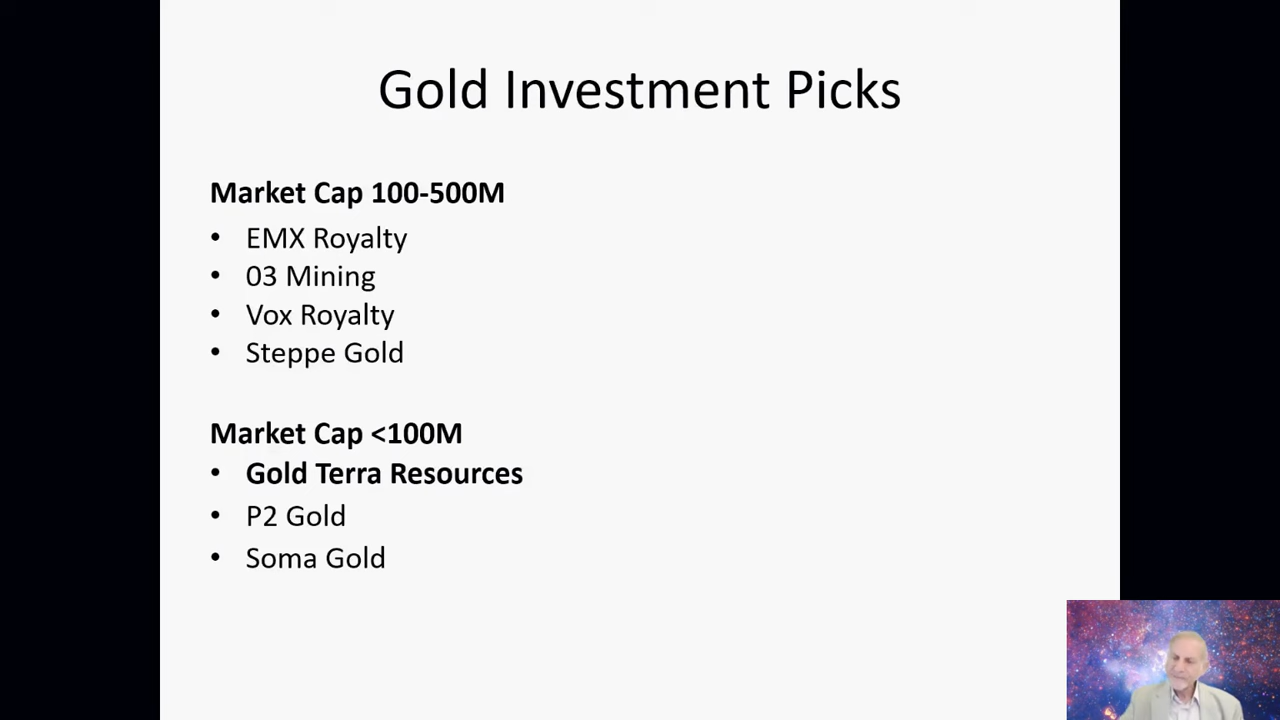 Gold Investment Picks
Market Cap 100-500M
• EMX Royalty
• 03 Mining
• Vox Royalty
• Steppe Gold
Market Cap <100M
• Gold Terra Resources
• P2 Gold
• Soma Gold